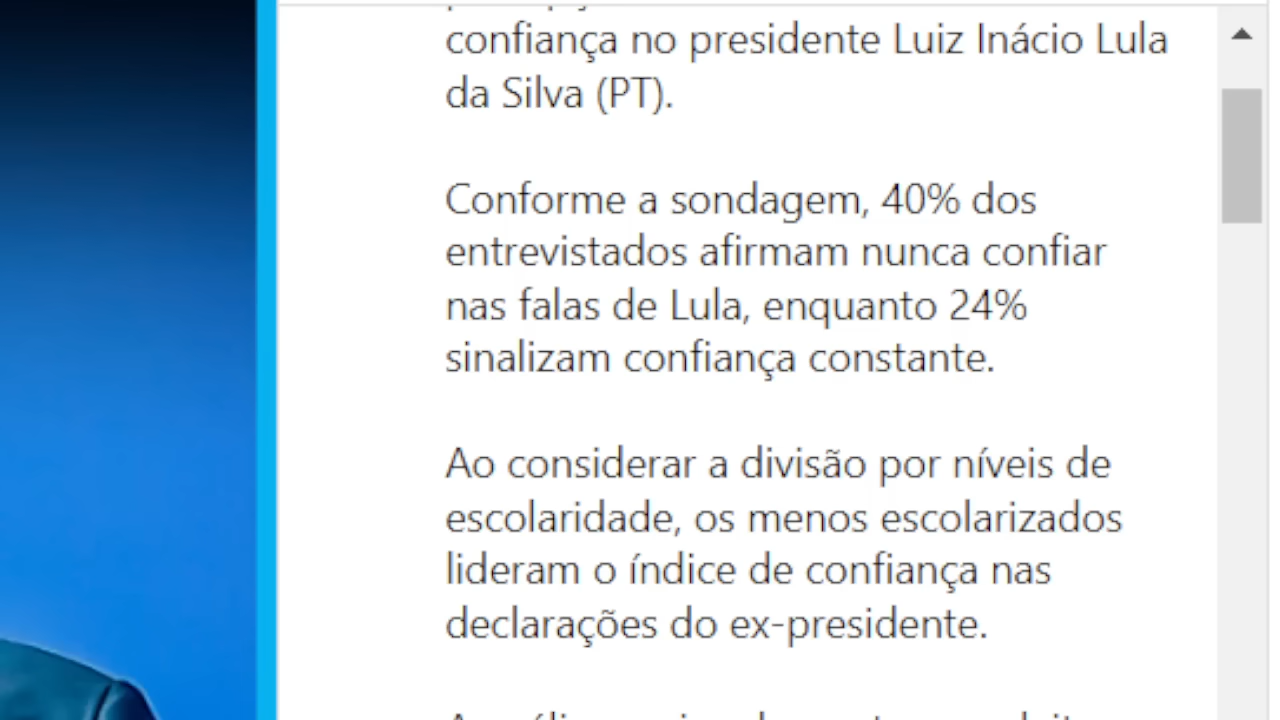 confiança no presidente Luiz Inácio Lula
da Silva (PT).
Conforme a sondagem, 40% dos
entrevistados afirmam nunca confiar
nas falas de Lula, enquanto 24%
sinalizam confiança constante.
Ao considerar a divisão por níveis de
escolaridade, os menos escolarizados
lideram o índice de confiança nas
declarações do ex-presidente.